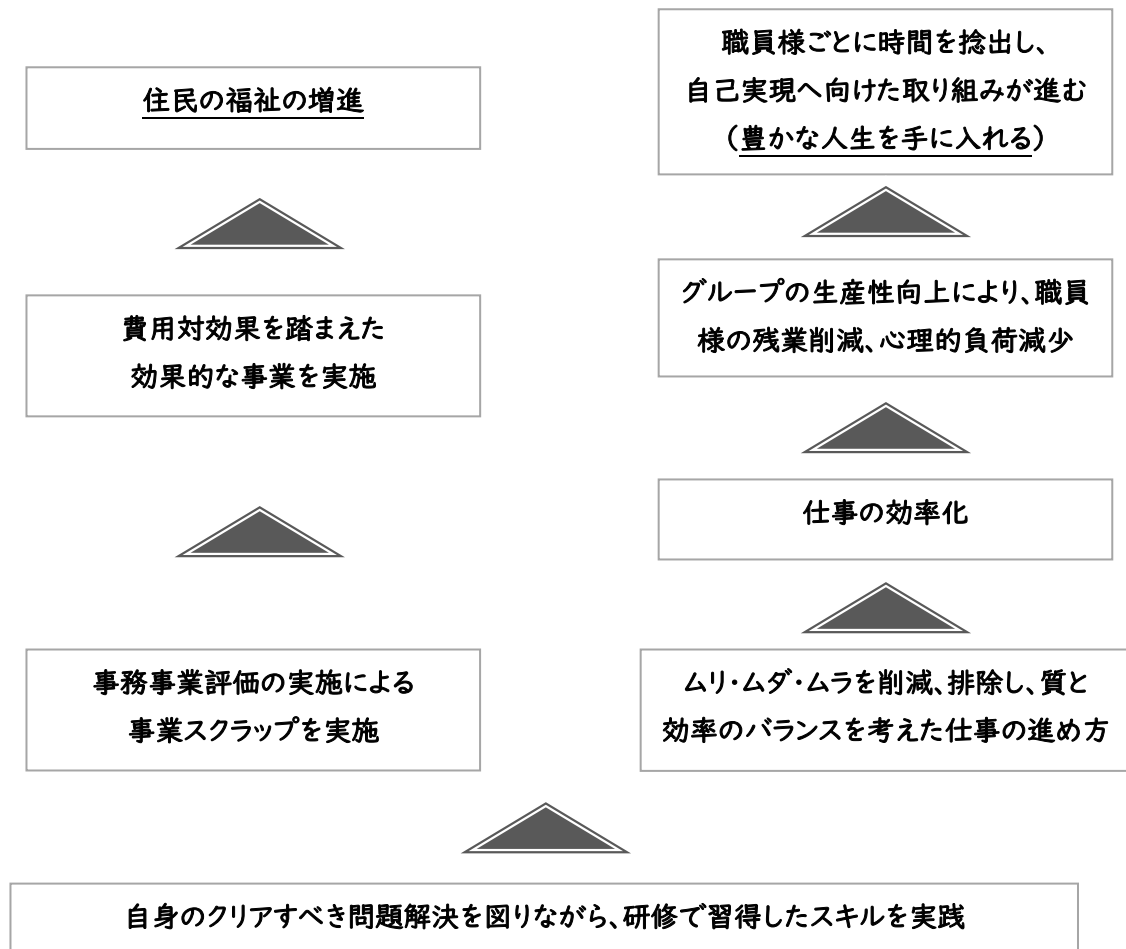 住民の福祉の増進
費用対効果を踏まえた
効果的な事業を実施
事務事業評価の実施による
事業スクラップを実施
職員様ごとに時間を捻出し、
自己実現へ向けた取り組みが進む
（豊かな人生を手に入れる）
グループの生産性向上により、職員
様の残業削減、心理的負荷減少
仕事の効率化
ムリ・ムダ・ムラを削減、排除し、質と
効率のバランスを考えた仕事の進め方
自身のクリアすべき問題解決を図りながら、研修で習得したスキルを実践